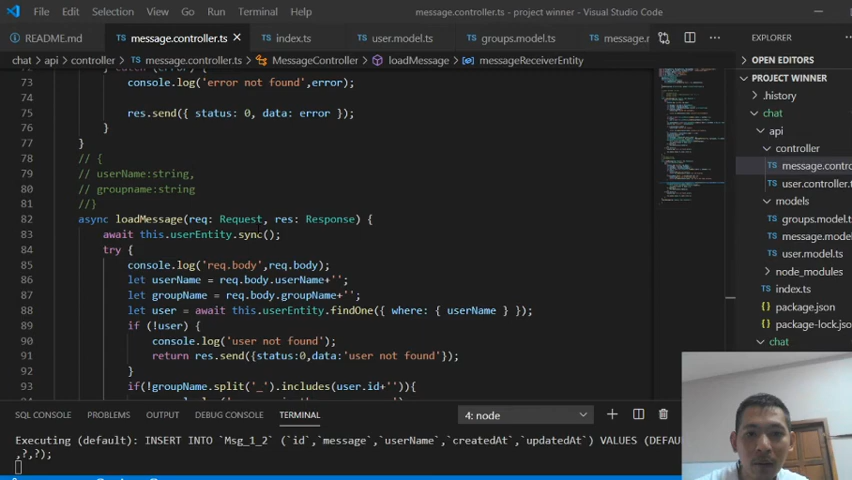 File Edit Selection View Go Run Terminal Help
message.controller.ts - project winner - Visual Studio Code
README.md
message.controller.ts
index.ts
user.model.ts
groups.model.ts
message.r
EXPLORER
chat > api > controller > message.controller.ts > MessageController > loadMessage > messageReceiverEntity
73 console.log('error not found',error);
74
75 res.send({ status: 0, data: error });
76 }
77 }
78 // {
79 // userName:string,
80 // groupname:string
81 //}
82 async loadMessage(req: Request, res: Response) {
83 await this.userEntity.sync();
84 try {
85 console.log('req.body',req.body);
86 let userName = req.body.userName+'';
87 let groupName = req.body.groupName+'';
88 let user = await this.userEntity.findOne({ where: { userName } });
89 if (!user) {
90 console.log('user not found');
91 return res.send({status:0,data:'user not found'});
92 }
93 if(!groupName.split('_').includes(user.id+'')){
OPEN EDITORS
PROJECT WINNER
.history
chat
api
controller
message.contro
user.controller.t
models
groups.model.t
message.model
user.model.ts
node_modules
index.ts
package.json
package-lock.jso
chat
SQL CONSOLE PROBLEMS OUTPUT DEBUG CONSOLE TERMINAL
4: node
Executing (default): INSERT INTO `Msg_1_2` (`id`,`message`,`userName`,`createdAt`,`updatedAt`) VALUES (DEFAU
,?,?);